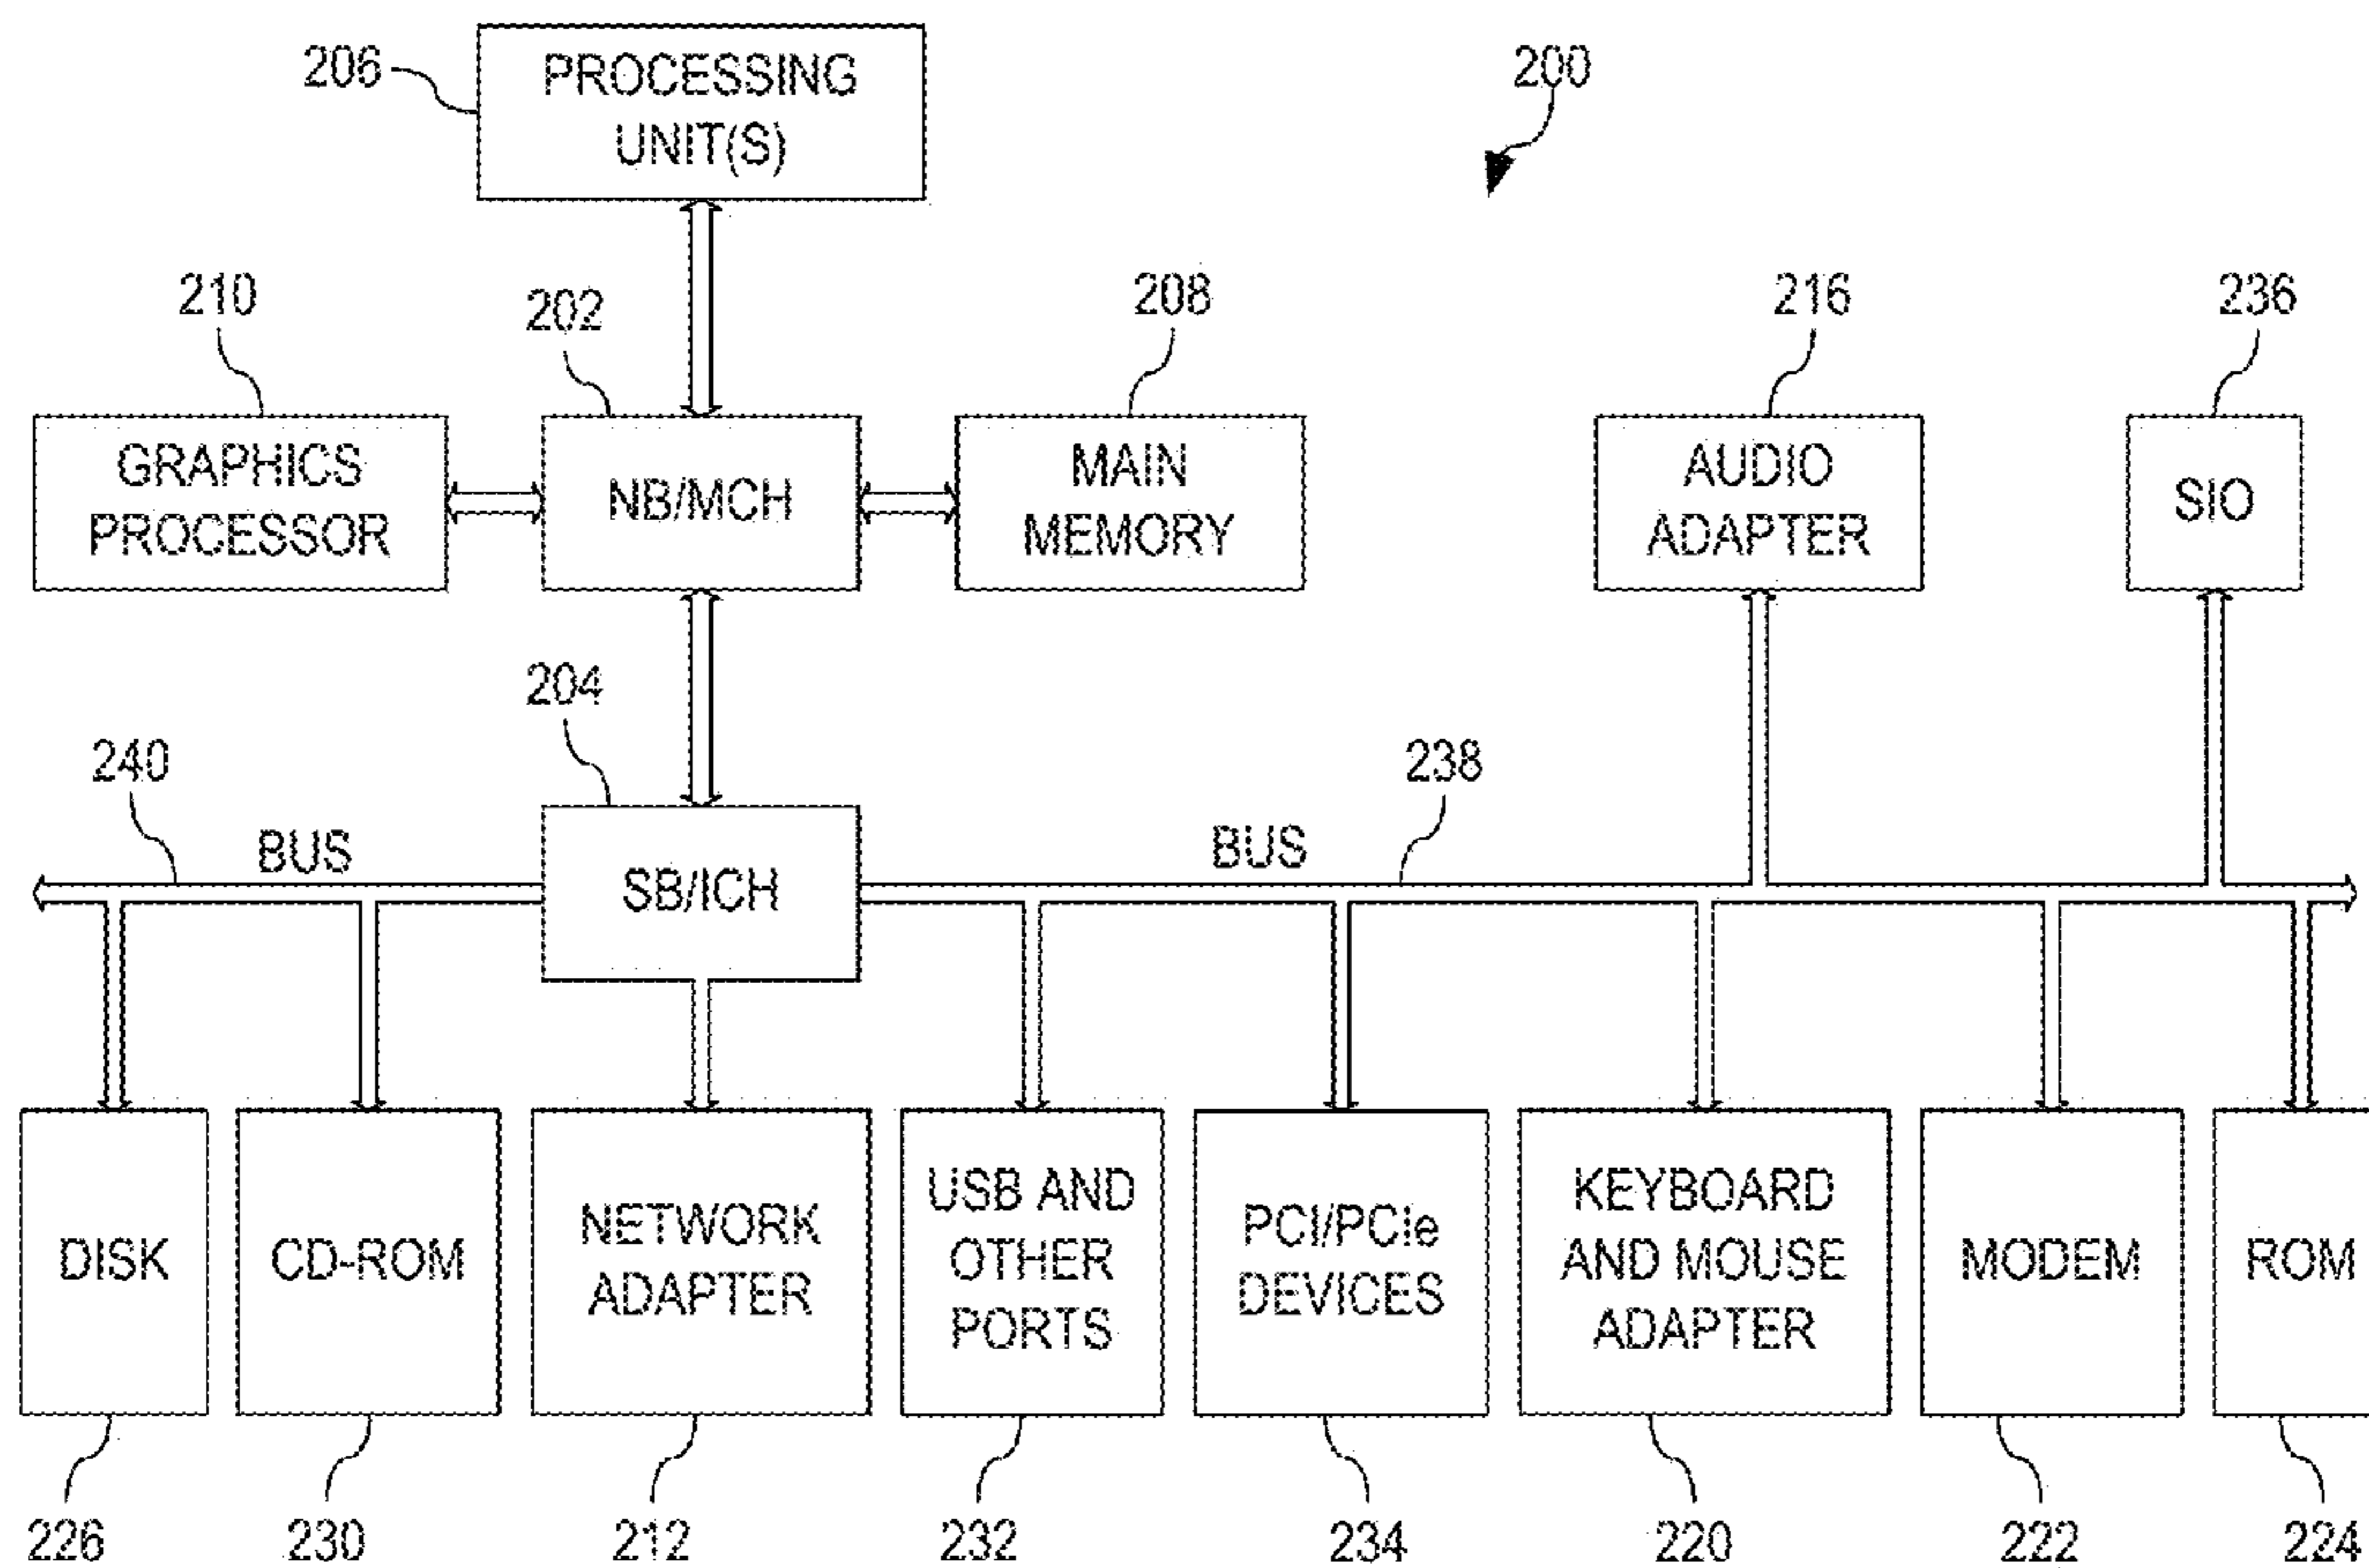 206
PROCESSING
UNIT(S)
200
210
202
208
216
236
GRAPHICS
PROCESSOR
NB/MCH
MAIN
MEMORY
AUDIO
ADAPTER
SIO
204
240
238
BUS
BUS
SB/ICH
DISK
CD-ROM
NETWORK
ADAPTER
USB AND
OTHER
PORTS
PCI/PCIe
DEVICES
KEYBOARD
AND MOUSE
ADAPTER
MODEM
ROM
226
230
212
232
234
220
222
224